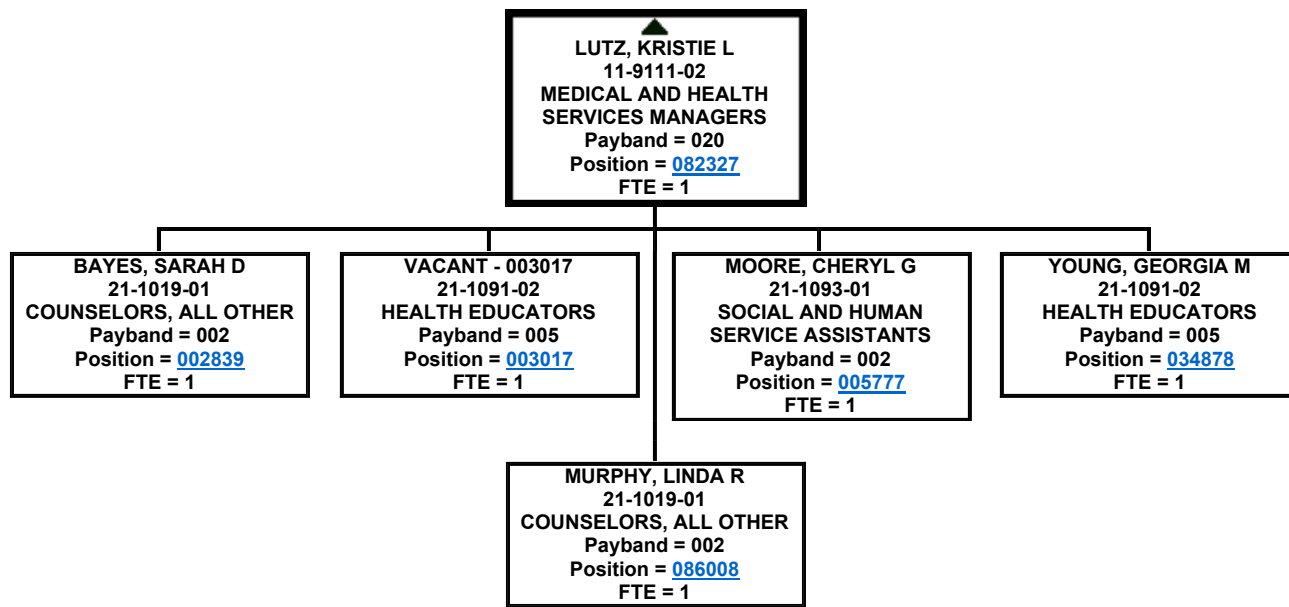 LUTZ, KRISTIE L
11-9111-02
MEDICAL AND HEALTH
SERVICES MANAGERS
Payband = 020
Position = 082327
FTE = 1
BAYES, SARAH D
21-1019-01
COUNSELORS, ALL OTHER
Payband = 002
Position = 002839
FTE = 1
VACANT - 003017
21-1091-02
HEALTH EDUCATORS
Payband = 005
Position = 003017
FTE = 1
MOORE, CHERYL G
21-1093-01
SOCIAL AND HUMAN
SERVICE ASSISTANTS
Payband = 002
Position = 005777
FTE = 1
YOUNG, GEORGIA M
21-1091-02
HEALTH EDUCATORS
Payband = 005
Position = 034878
FTE = 1
MURPHY, LINDA R
21-1019-01
COUNSELORS, ALL OTHER
Payband = 002
Position = 086008
FTE = 1